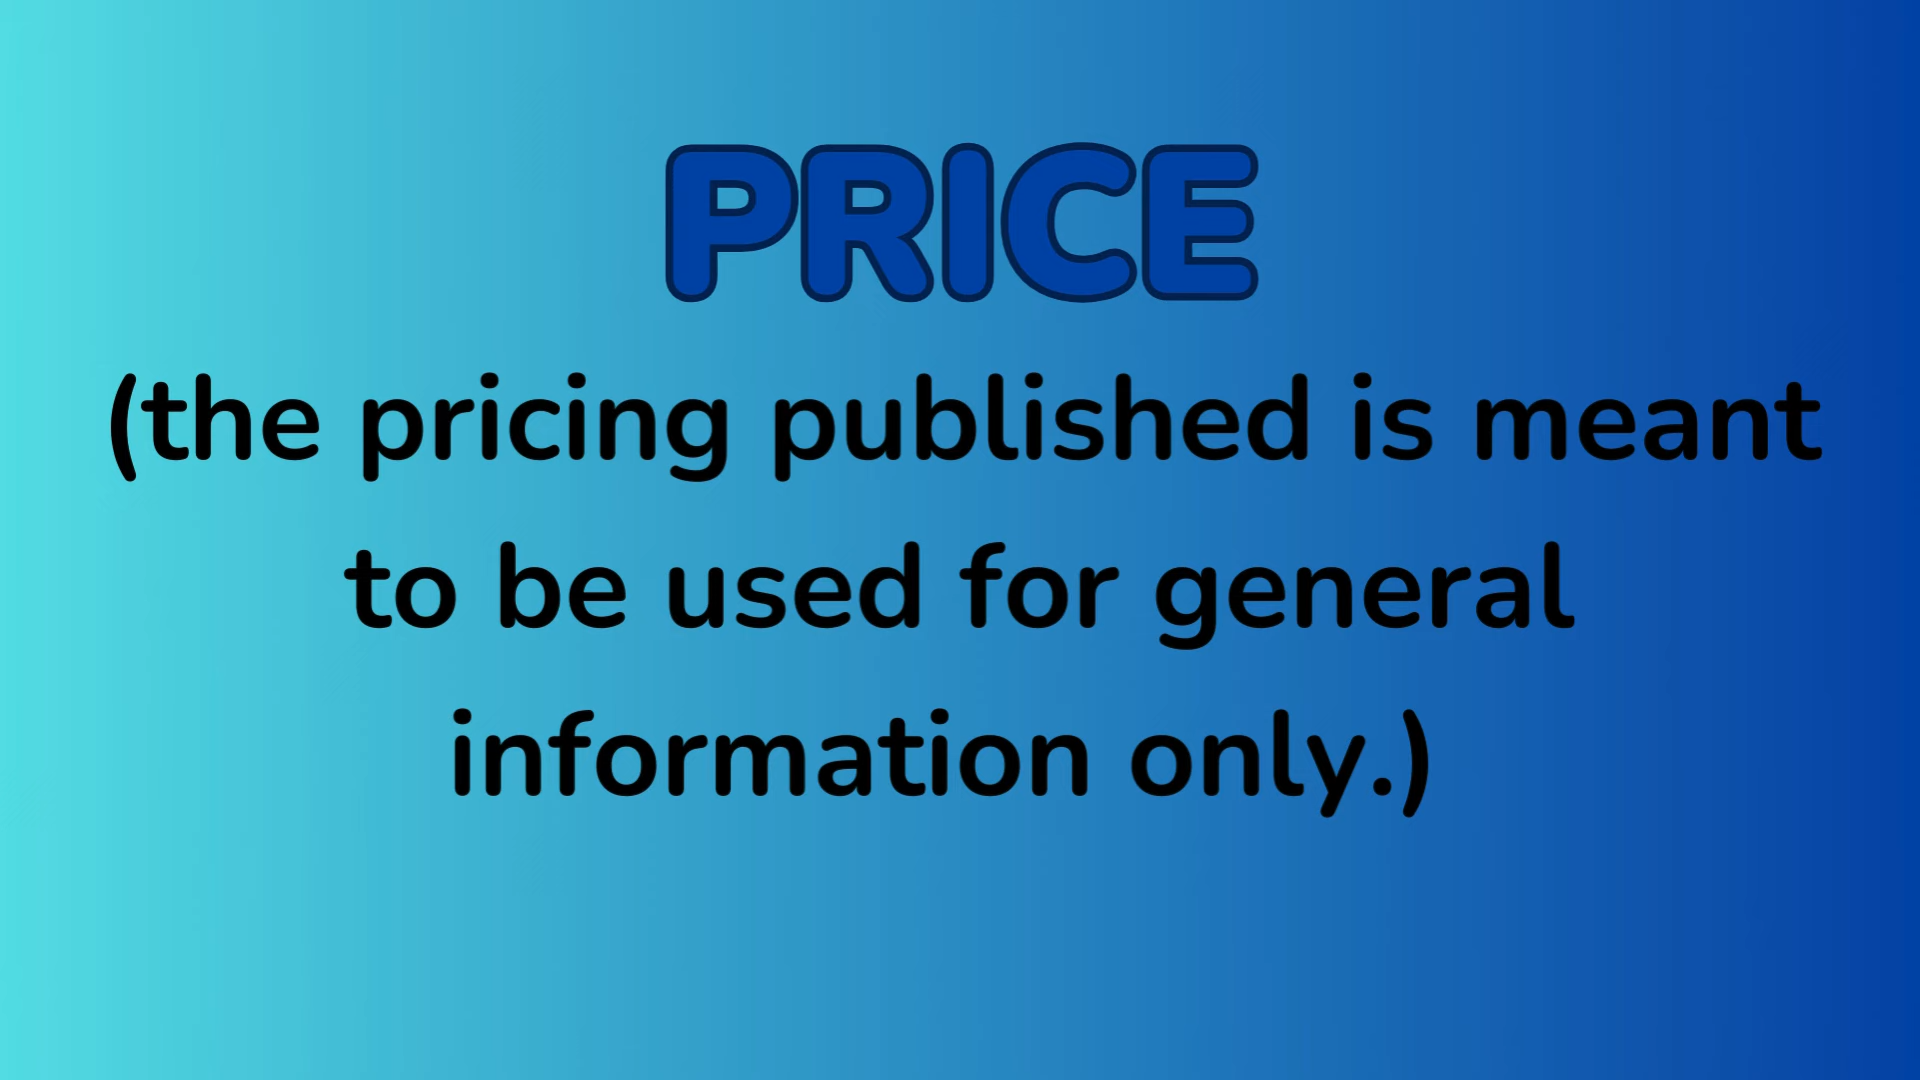 PRICE
(the pricing published is meant
to be used for general
information only.)